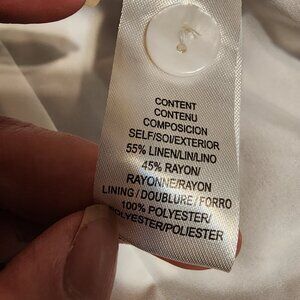 CONTENT
CONTENU
COMPOSICION
SELF/SOI/EXTERIOR
55% LINEN/LIN/LINO
45% RAYON/
RAYONNE/RAYON
LINING / DOUBLURE / FORRO
100% POLYESTER/
POLYESTER/POLIESTER